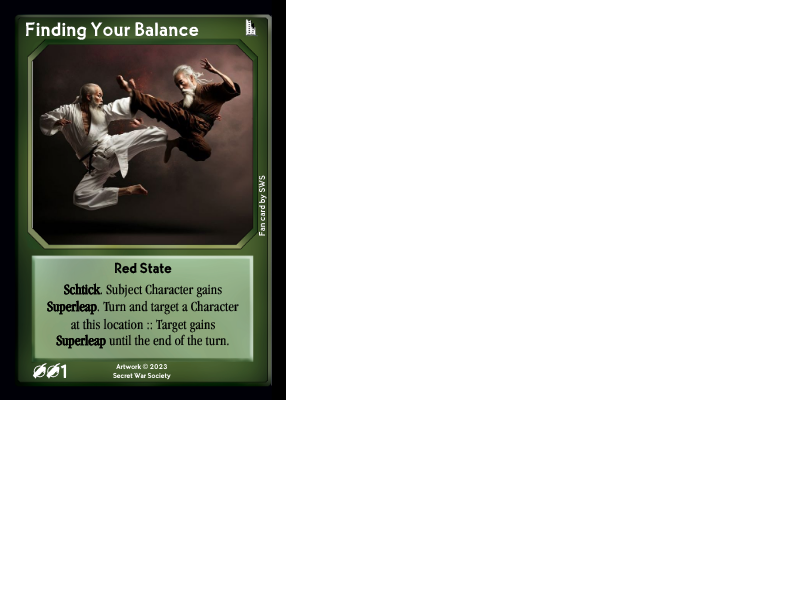 Finding Your Balance
Fan card by SWS
Red State
Schtick. Subject Character gains
Superleap. Turn and target a Character
at this location :: Target gains
Superleap until the end of the turn.
001
Artwork © 2023
Secret War Society